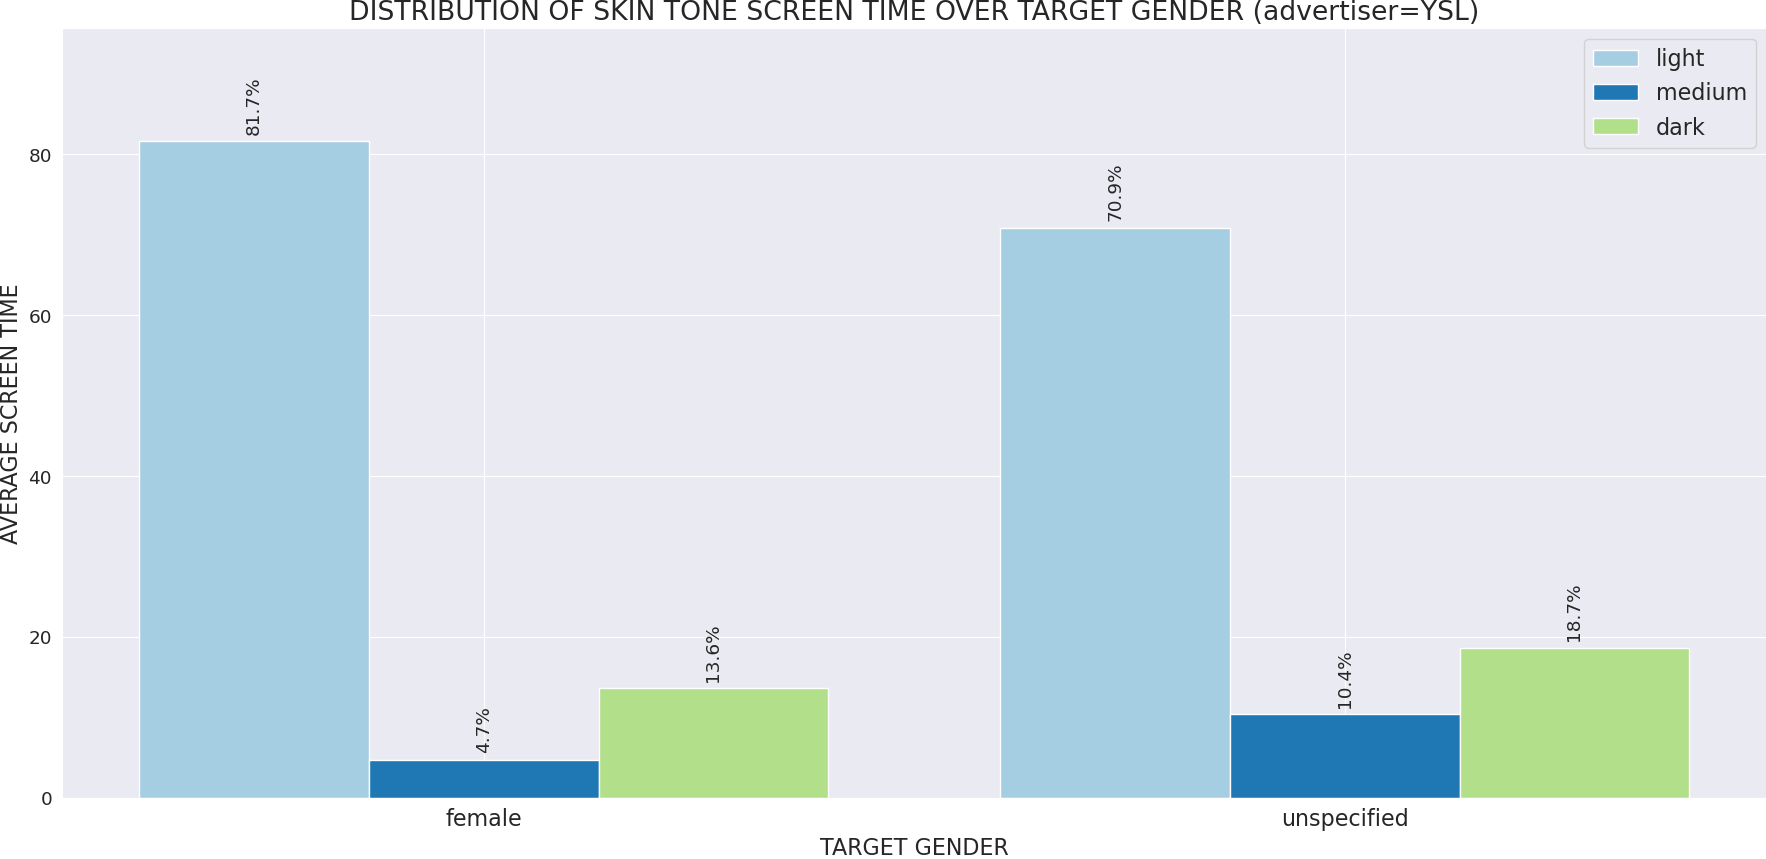 DISTRIBUTION OF SKIN TONE SCREEN TIME OVER TARGET GENDER (advertiser=YSL)
light
medium
dark
AVERAGE SCREEN TIME
80
60
40
20
0
81.7%
4.7%
13.6%
70.9%
10.4%
18.7%
female
unspecified
TARGET GENDER